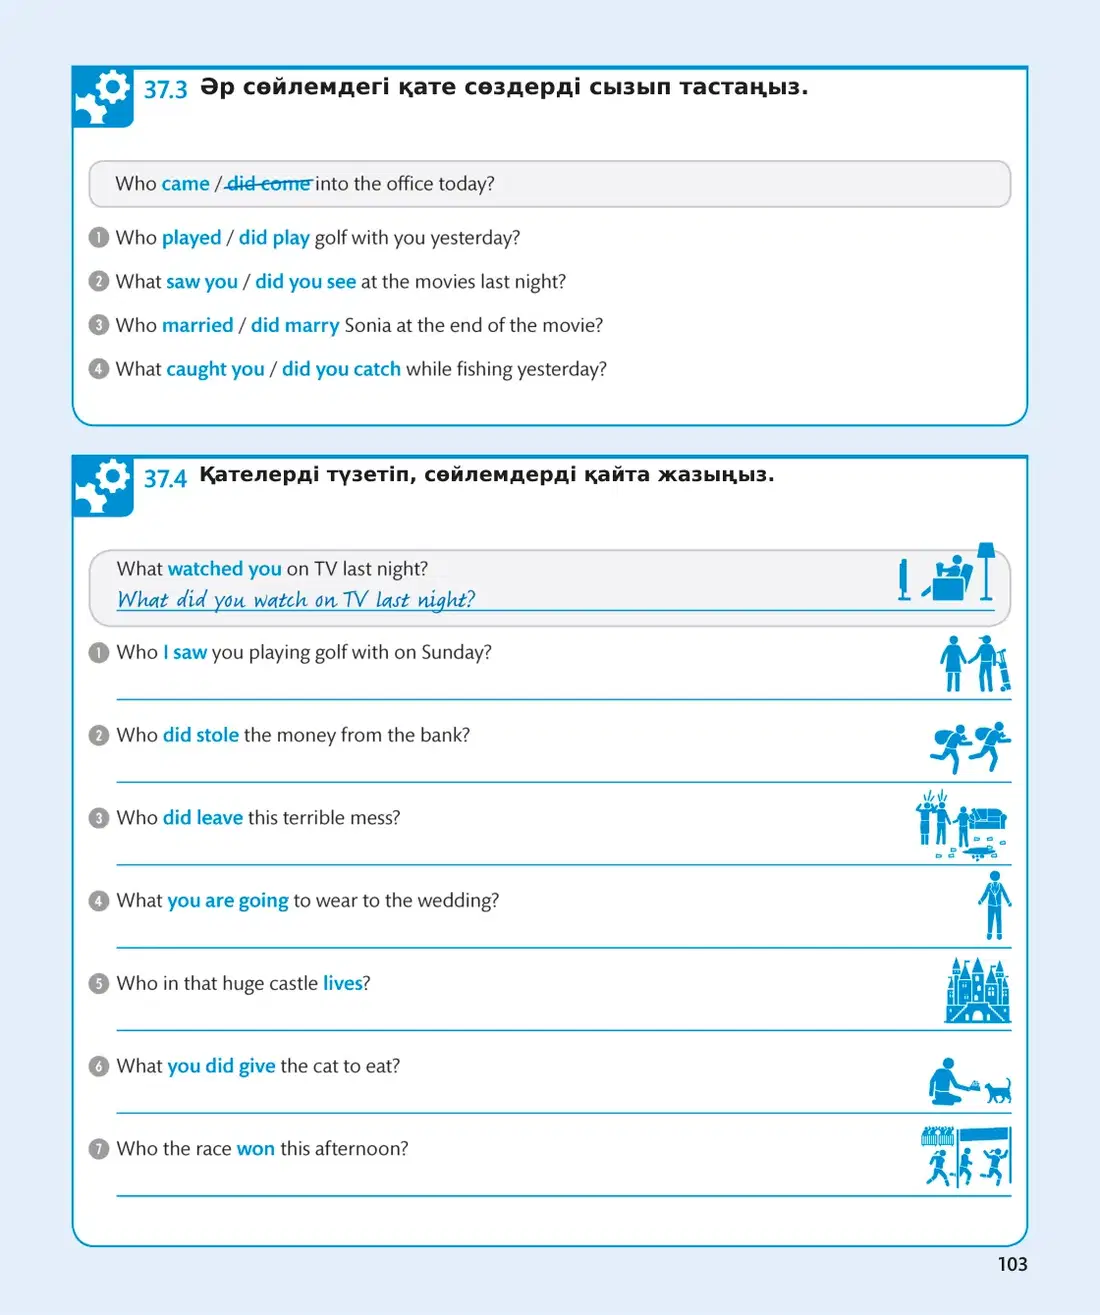 37.3 Әр сөйлемдегі қате сөздерді сызып тастаңыз.
Who came / did come into the office today?
1 Who played / did play golf with you yesterday?
2 What saw you / did you see at the movies last night?
3 Who married / did marry Sonia at the end of the movie?
4 What caught you / did you catch while fishing yesterday?
37.4 Қателерді түзетіп, сөйлемдерді қайта жазыңыз.
What watched you on TV last night?
What did you watch on TV last night?
1 Who I saw you playing golf with on Sunday?
2 Who did stole the money from the bank?
3 Who did leave this terrible mess?
4 What you are going to wear to the wedding?
5 Who in that huge castle lives?
6 What you did give the cat to eat?
7 Who the race won this afternoon?
103